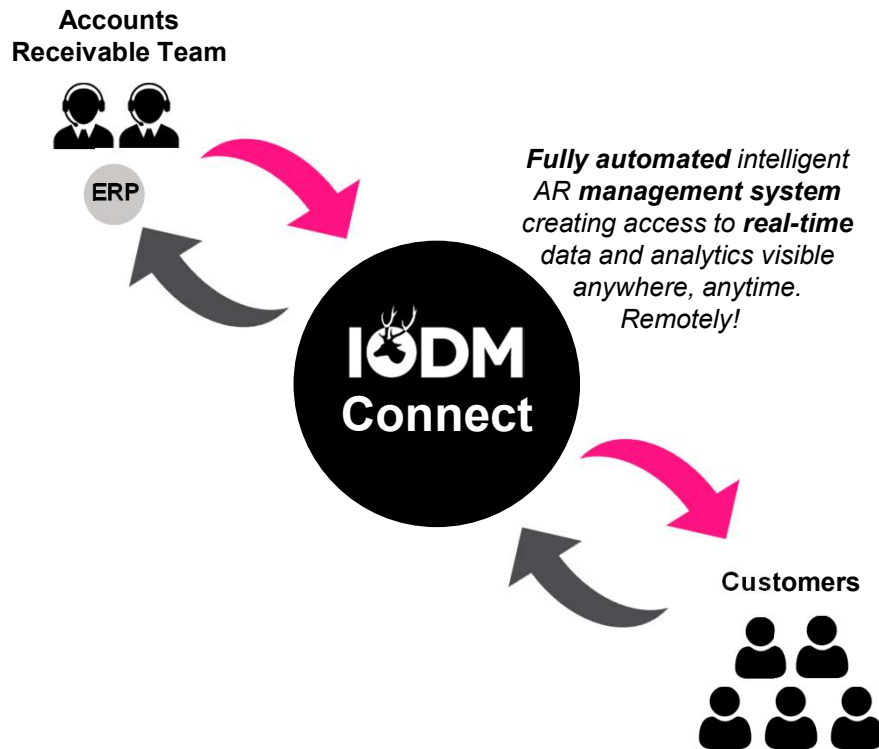 Accounts
Receivable Team
ERP
Fully automated intelligent
AR management system
creating access to real-time
data and analytics visible
anywhere, anytime.
Remotely!
IODM
Connect
Customers